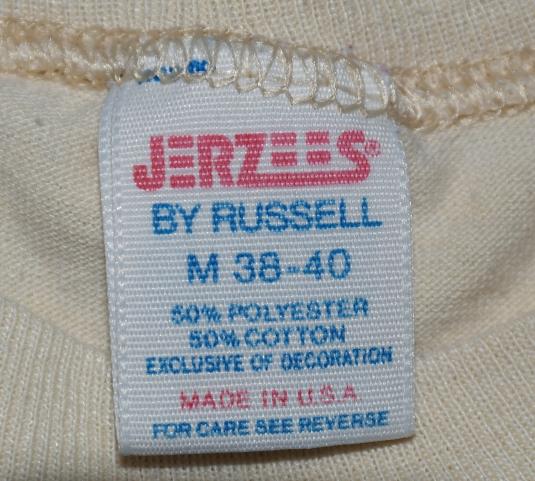 JERZEES®
BY RUSSELL
M 38-40
50% POLYESTER
50% COTTON
EXCLUSIVE OF DECORATION
MADE IN U.S.A
FOR CARE SEE REVERSE